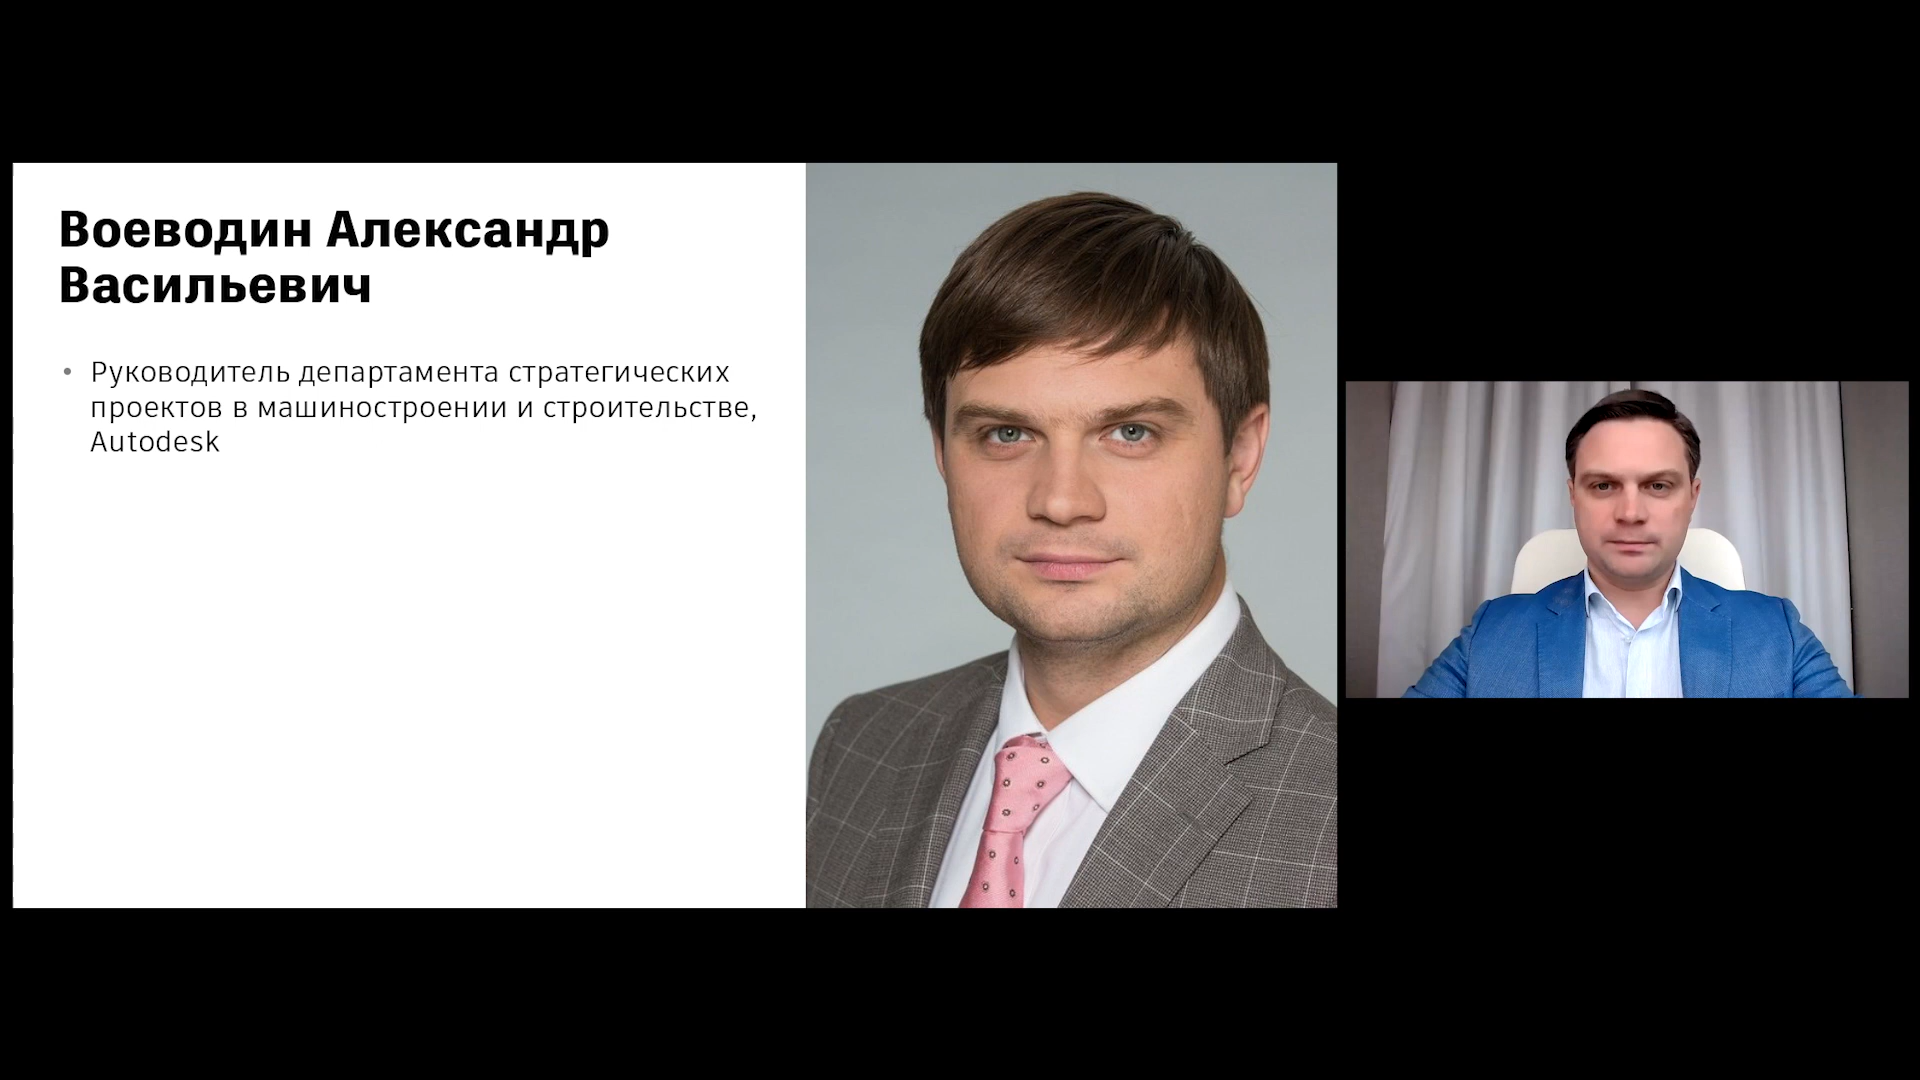 Воеводин Александр
Васильевич
• Руководитель департамента стратегических
проектов в машиностроении и строительстве,
Autodesk